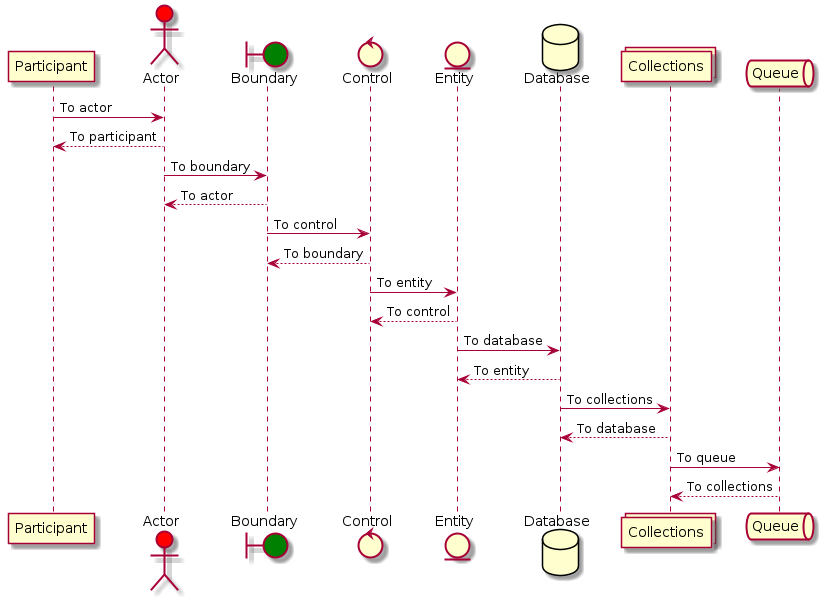 Participant
Actor
Boundary
Control
Entity
Database
Collections
Queue
To actor
To participant
To boundary
To actor
To control
To boundary
To entity
To control
To database
To entity
To collections
To database
To queue
To collections
Participant
Actor
Boundary
Control
Entity
Database
Collections
Queue